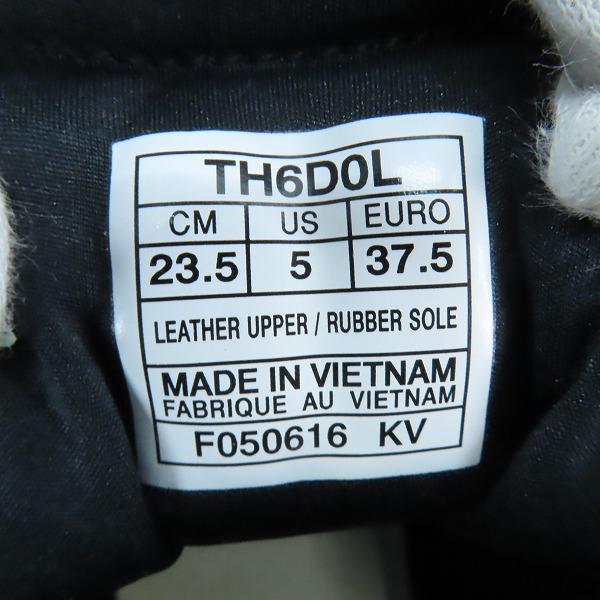 TH6D0L
CM US EURO
23.5 5 37.5
LEATHER UPPER / RUBBER SOLE
MADE IN VIETNAM
FABRIQUE AU VIETNAM
F050616 KV